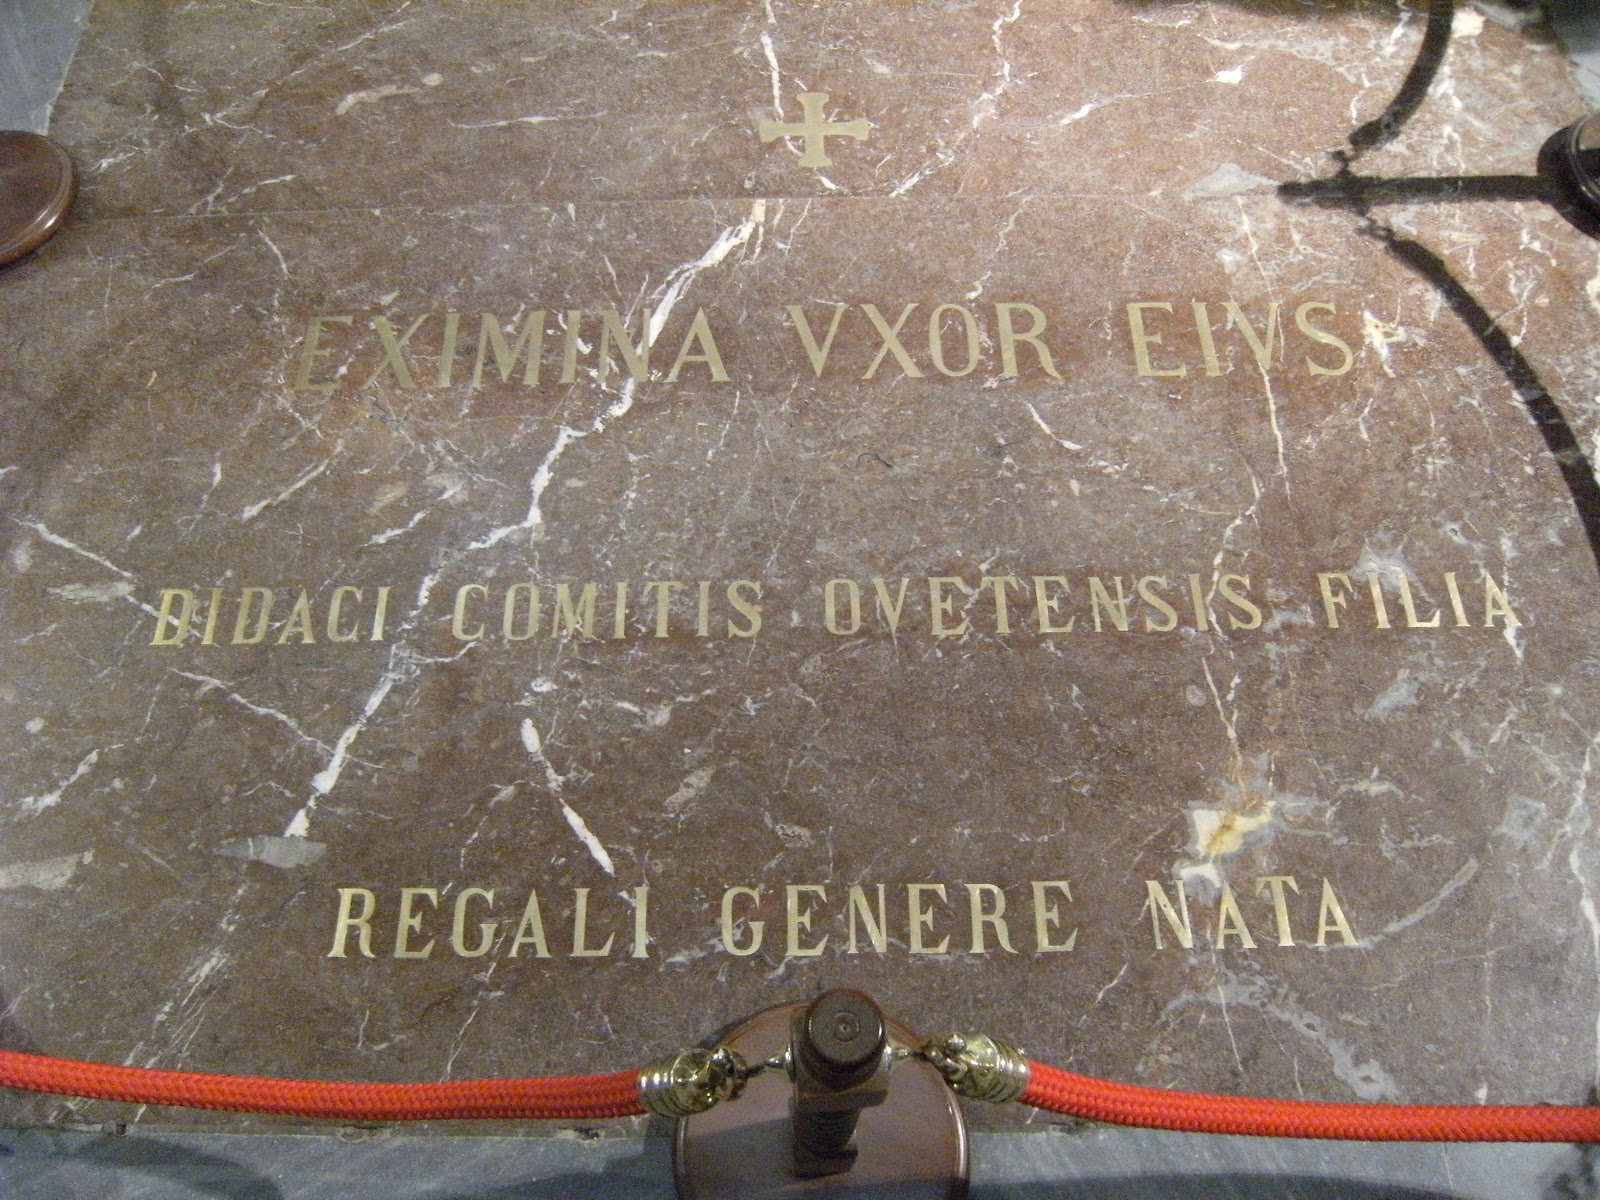 EXIMINA VXOR EIVS
DIDACI COMITIS OVETENSIS FILIA
REGALI GENERE NATA